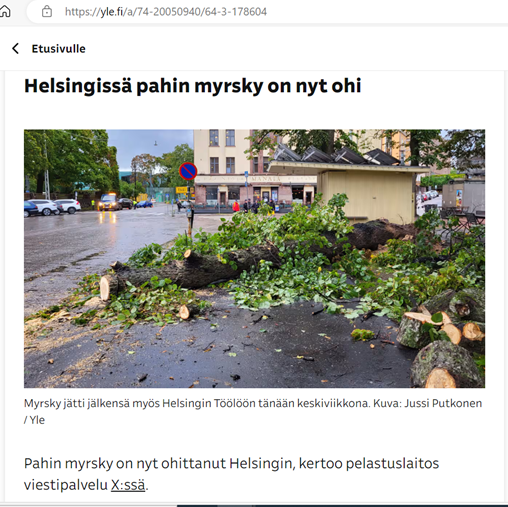 https://yle.fi/a/74-20050940/64-3-178604
Etusivulle
Helsingissä pahin myrsky on nyt ohi
Myrsky jätti jälkensä myös Helsingin Töölöön tänään keskiviikkona. Kuva: Jussi Putkonen
/ Yle
Pahin myrsky on nyt ohittanut Helsingin, kertoo pelastuslaitos
viestipalvelu X:ssä.